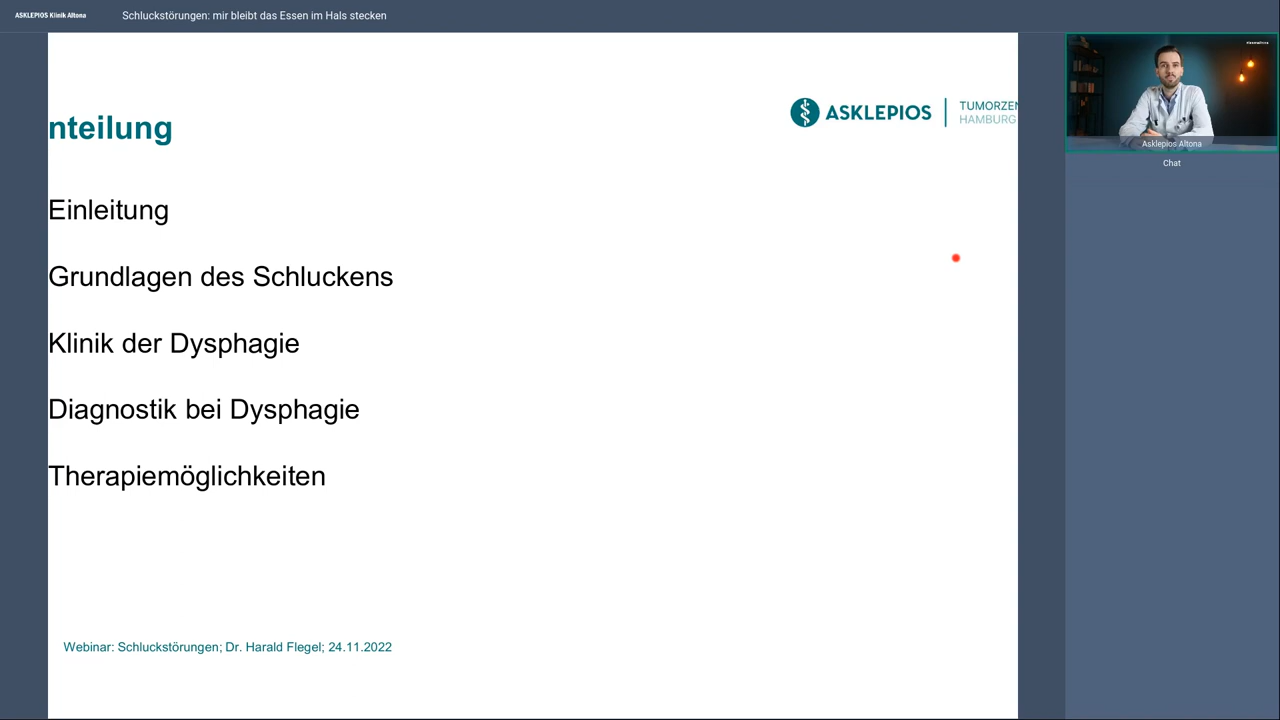 ASKLEPIOS Klinik Altona
Schluckstörungen: mir bleibt das Essen im Hals stecken
nteilung
ASKLEPIOS
TUMORZEN
HAMBURG
Einleitung
Grundlagen des Schluckens
Klinik der Dysphagie
Diagnostik bei Dysphagie
Therapiemöglichkeiten
Webinar: Schluckstörungen; Dr. Harald Flegel; 24.11.2022
Asklepios Altona
Chat